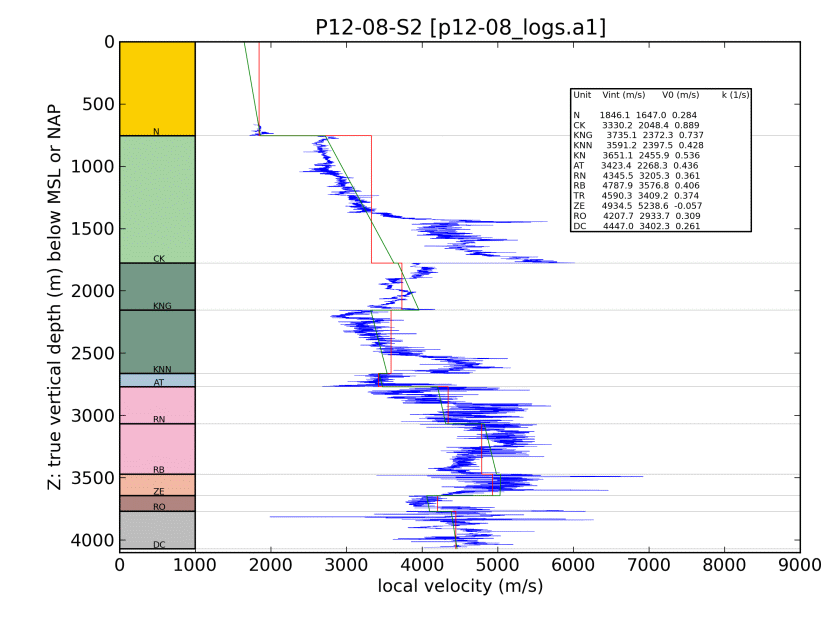 P12-08-S2 [p12-08_logs.a1]
Z: true vertical depth (m) below MSL or NAP
0
500
1000
1500
2000
2500
3000
3500
4000
N
CK
KNG
KNN
AT
RN
RB
ZE
RO
DC
Unit Vint (m/s) V0 (m/s) k (1/s)
N 1846.1 1647.0 0.284
CK 3330.2 2048.4 0.889
KNG 3735.1 2372.3 0.737
KNN 3591.2 2397.5 0.428
KN 3651.1 2455.9 0.536
AT 3423.4 2268.3 0.436
RN 4345.5 3205.3 0.361
RB 4787.9 3576.8 0.406
TR 4590.3 3409.2 0.374
ZE 4934.5 5238.6 -0.057
RO 4207.7 2933.7 0.309
DC 4447.0 3402.3 0.261
0 1000 2000 3000 4000 5000 6000 7000 8000 9000
local velocity (m/s)